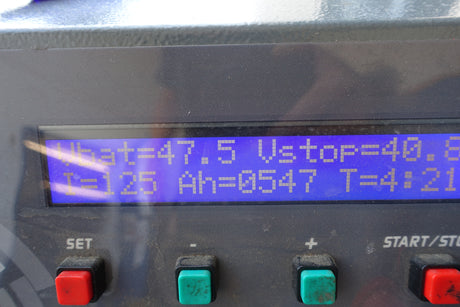 Vbat=47.5 Vstop=40.8
I=125 Ah=0547 T=4:21
SET - + START/STO